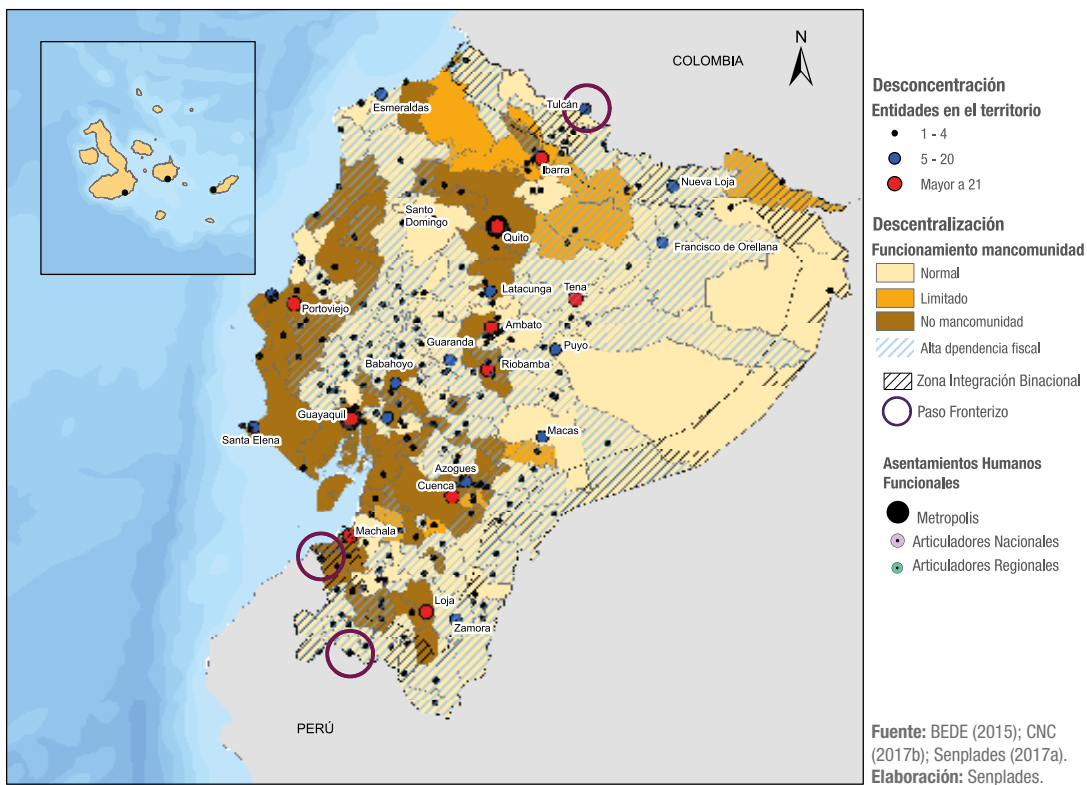 COLOMBIA
N
Tulcán
Esmeraldas
Ibarra
Nueva Loja
Santo
Domingo
Quito
Francisco de Orellana
Latacunga
Tena
Portoviejo
Ambato
Guaranda
Puyo
Babahoyo
Riobamba
Guayaquil
Santa Elena
Macas
Azogues
Cuenca
Machala
Loja
Zamora
PERÚ
Desconcentración
Entidades en el territorio
1 - 4
5 - 20
Mayor a 21
Descentralización
Funcionamiento mancomunidad
Normal
Limitado
No mancomunidad
Alta dpendencia fiscal
Zona Integración Binacional
Paso Fronterizo
Asentamientos Humanos
Funcionales
Metropolis
Articuladores Nacionales
Articuladores Regionales
Fuente: BEDE (2015); CNC
(2017b); Senplades (2017a).
Elaboración: Senplades.